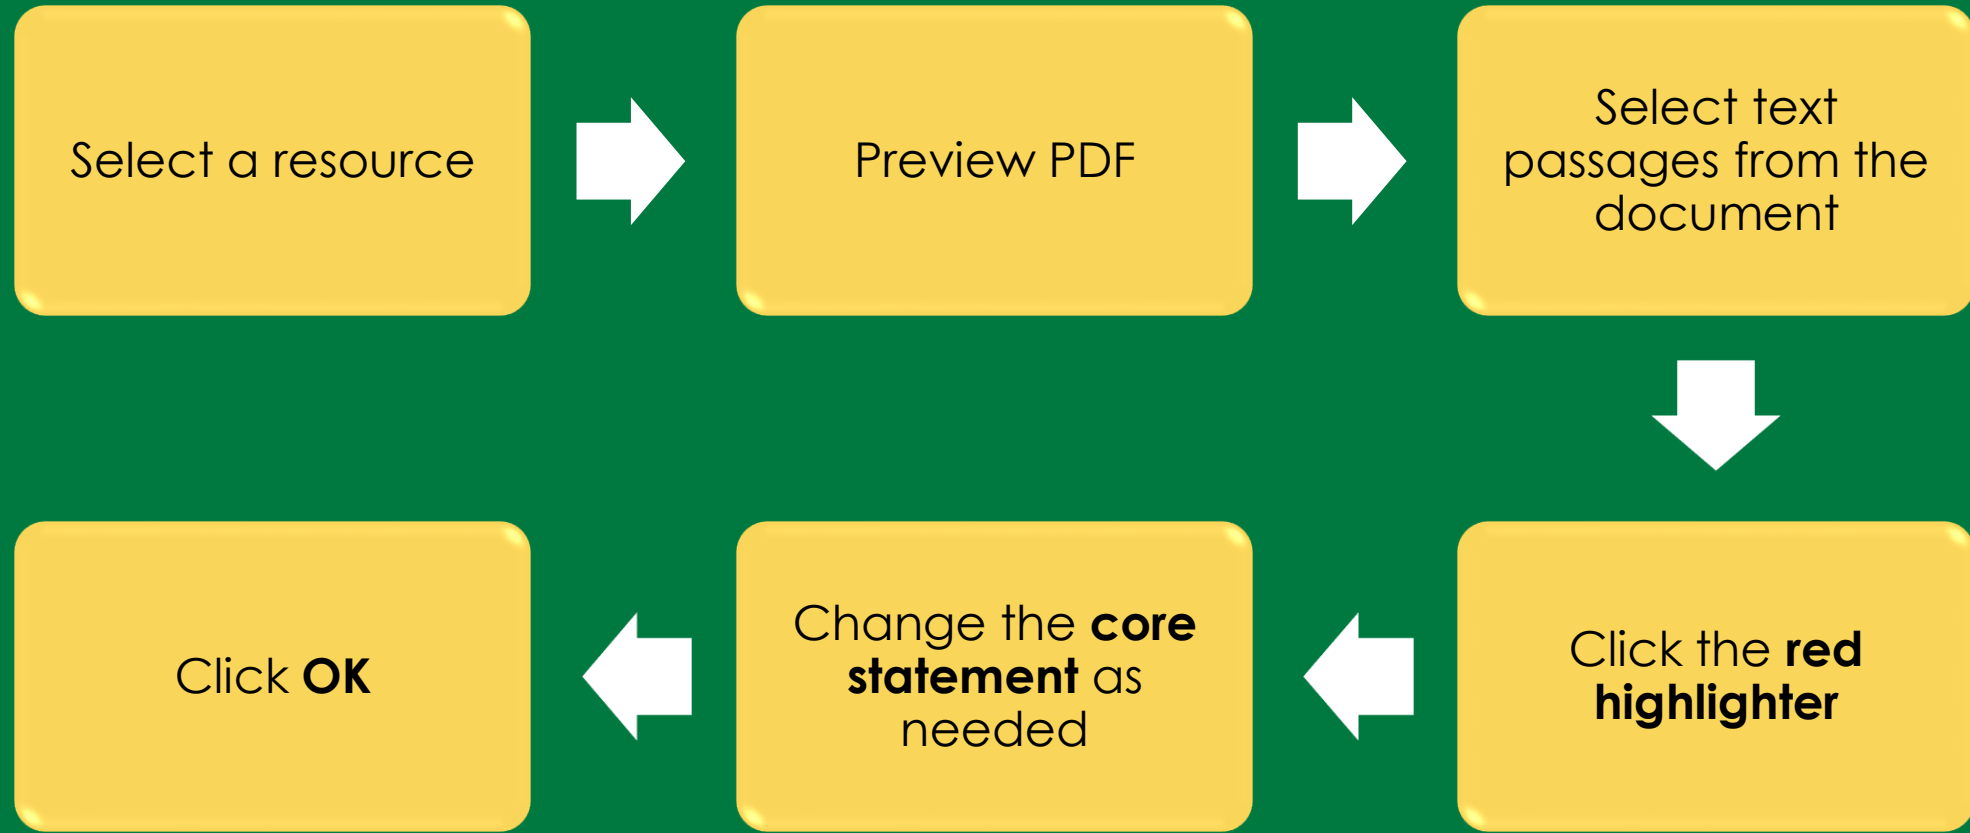 Select a resource
Preview PDF
Select text
passages from the
document
Click the red
highlighter
Change the core
statement as
needed
Click OK